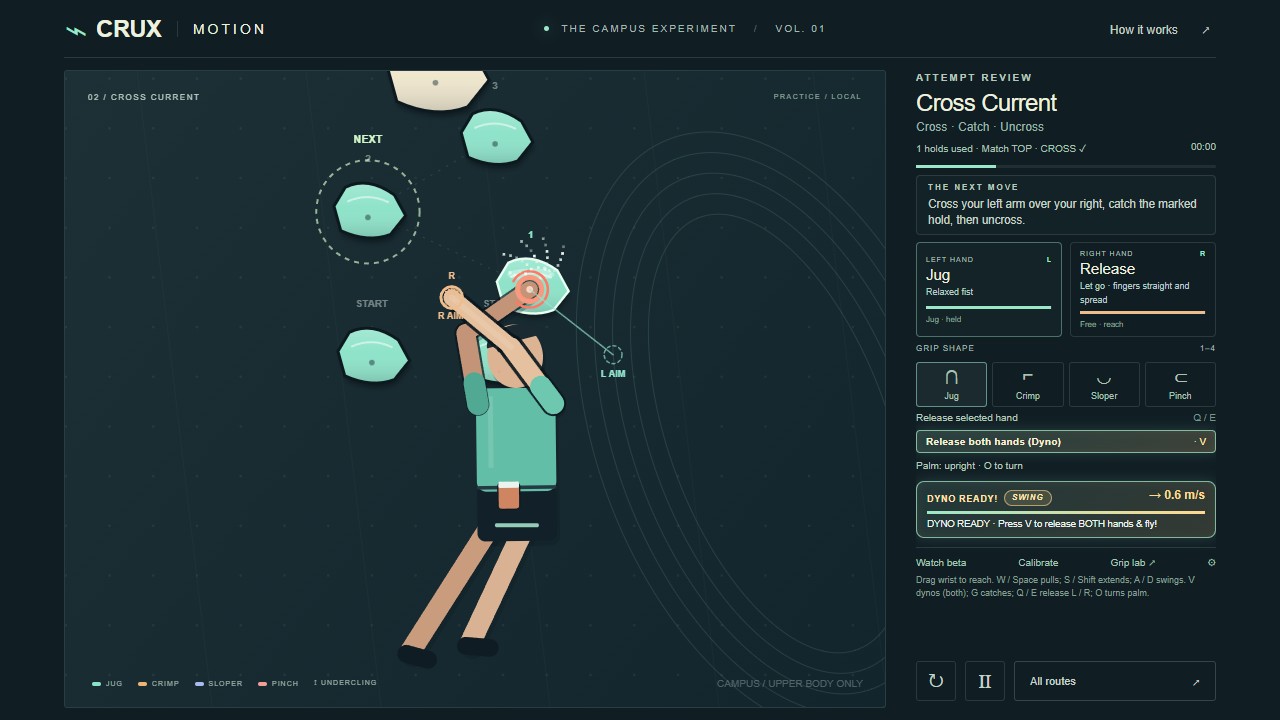 CRUX MOTION
THE CAMPUS EXPERIMENT / VOL. 01
How it works ↗
02 / CROSS CURRENT
PRACTICE / LOCAL
3
NEXT
2
1
R
START
R AIM
L AIM
JUG CRIMP SLOPER PINCH UNDERCLING
CAMPUS / UPPER BODY ONLY
ATTEMPT REVIEW
Cross Current
Cross · Catch · Uncross
1 holds used · Match TOP · CROSS ✓ 00:00
THE NEXT MOVE
Cross your left arm over your right, catch the marked
hold, then uncross.
LEFT HAND L
Jug
Relaxed fist
Jug · held
RIGHT HAND R
Release
Let go · fingers straight and
spread
Free · reach
GRIP SHAPE 1–4
Jug Crimp Sloper Pinch
Release selected hand Q / E
Release both hands (Dyno) · V
Palm: upright · O to turn
DYNO READY! SWING → 0.6 m/s
DYNO READY · Press V to release BOTH hands & fly!
Watch beta Calibrate Grip lab ↗
Drag wrist to reach. W / Space pulls; S / Shift extends; A / D swings. V
dynos (both); G catches; Q / E release L / R; O turns palm.
All routes ↗